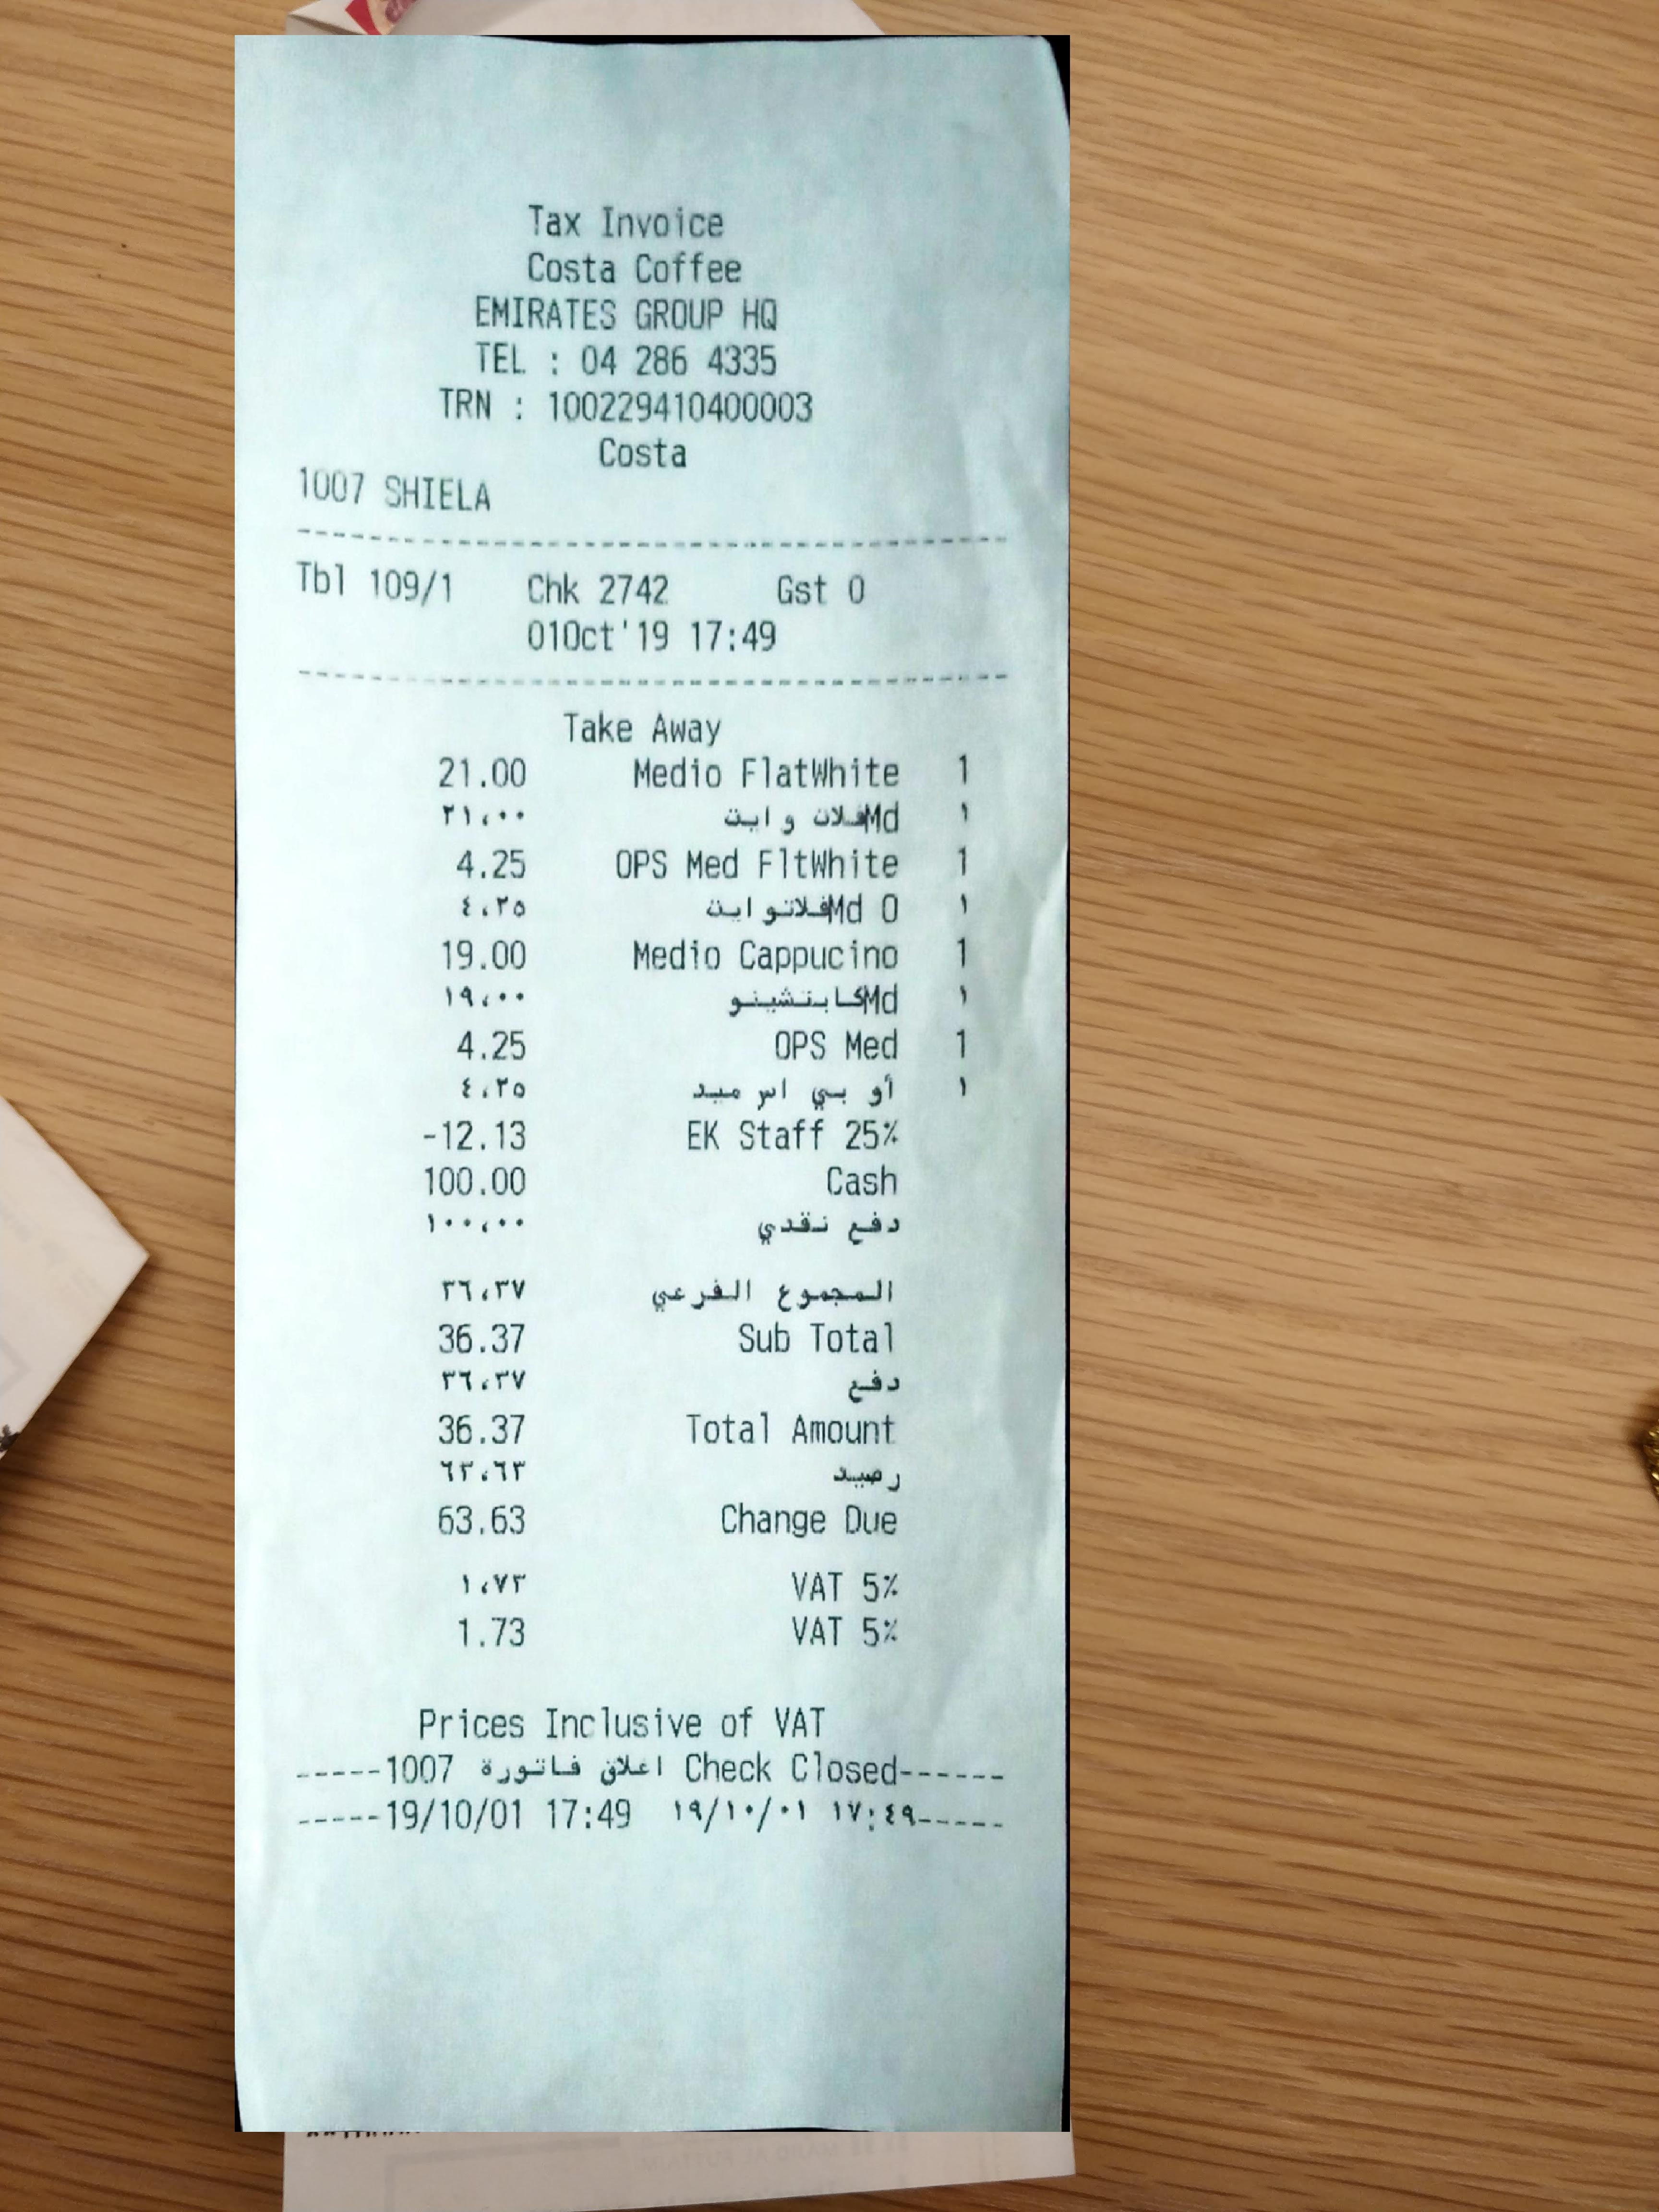 Tax Invoice
Costa Coffee
EMIRATES GROUP HQ
TEL : 04 286 4335
TRN : 100229410400003
Costa
1007 SHIELA
Tbl 109/1 Chk 2742 Gst 0
01Oct'19 17:49
Take Away
21.00 Medio FlatWhite 1
٢١،٠٠ Mdفلات وايت ١
4.25 OPS Med FltWhite 1
٤،٢٥ Md Oفلاتوايت ١
19.00 Medio Cappucino 1
١٩،٠٠ Mdكابتشينو ١
4.25 OPS Med 1
٤،٢٥ أو بي اس ميد ١
-12.13 EK Staff 25%
100.00 Cash
١٠٠،٠٠ دفع نقدي
٣٦،٣٧ المجموع الفرعي
36.37 Sub Total
٣٦،٣٧ دفع
36.37 Total Amount
٦٣،٦٣ رصيد
63.63 Change Due
١،٧٣ VAT 5%
1.73 VAT 5%
Prices Inclusive of VAT
-----1007 اعلاق فاتورة Check Closed------
-----19/10/01 17:49 ١٩/١٠/٠١ ١٧:٤٩-----